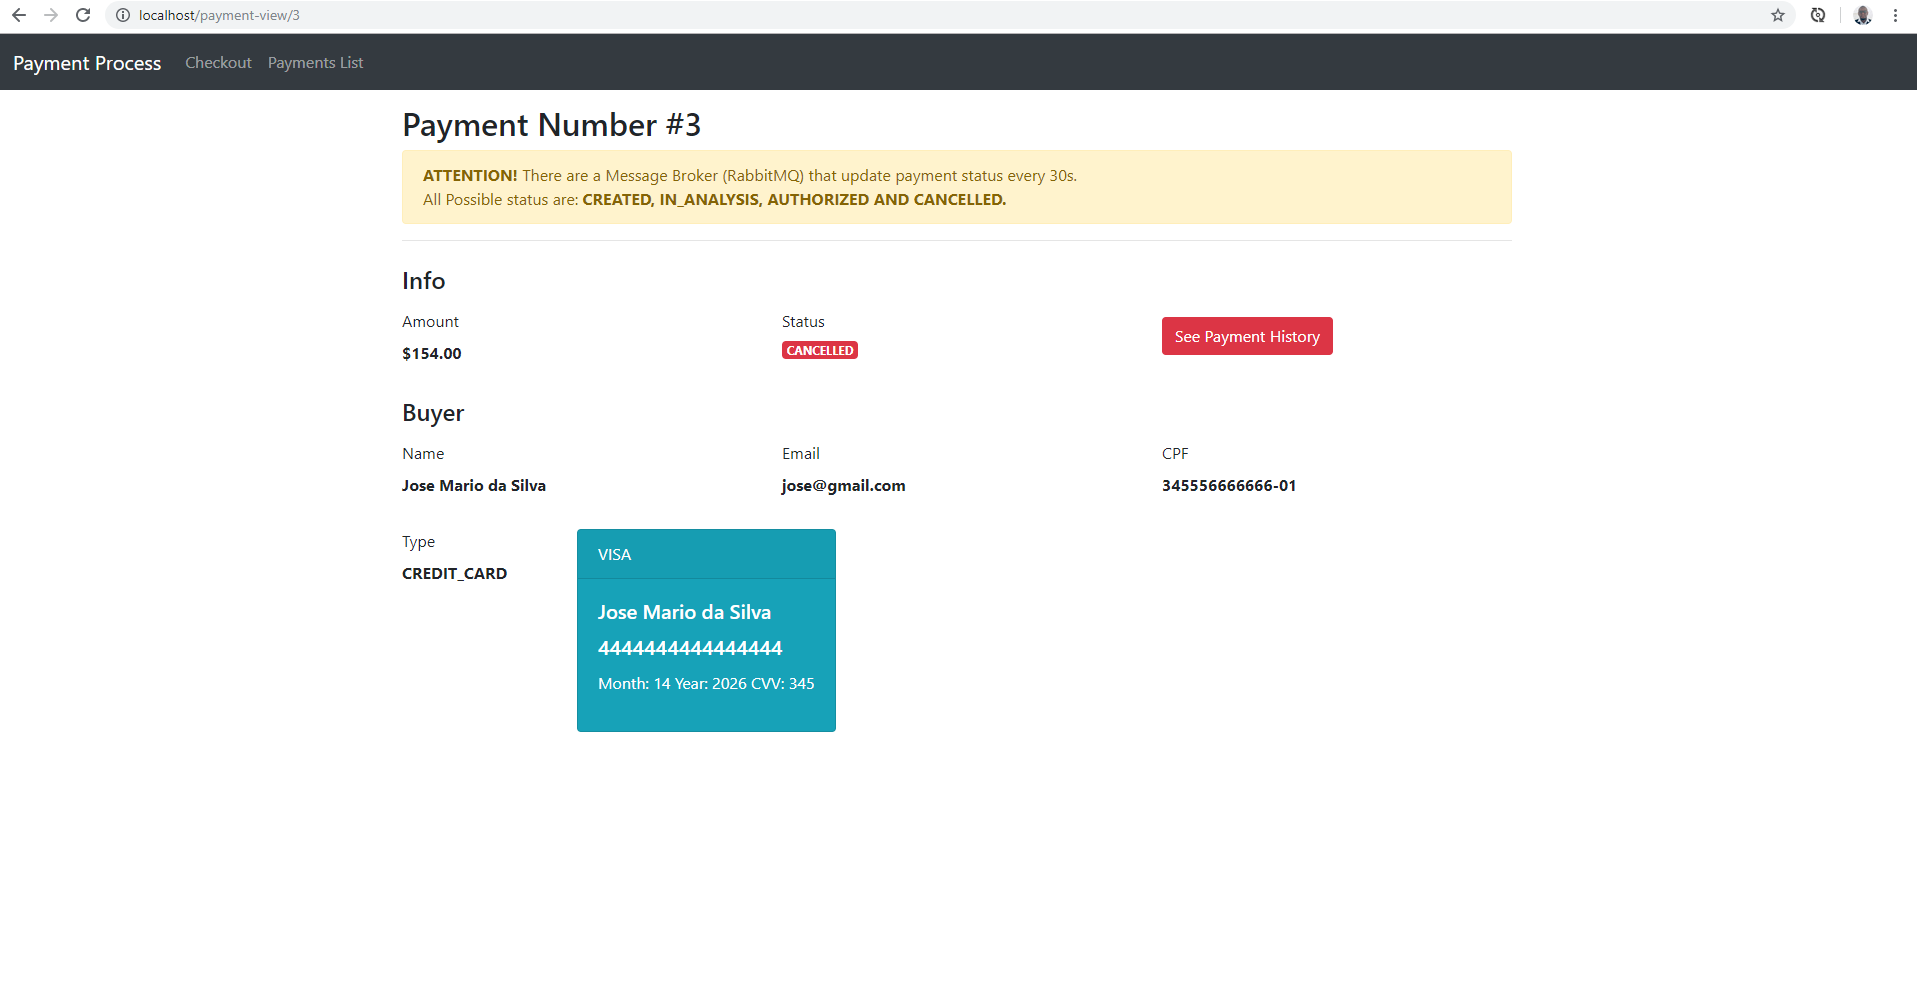 localhost/payment-view/3
Payment Process Checkout Payments List
Payment Number #3
ATTENTION! There are a Message Broker (RabbitMQ) that update payment status every 30s.
All Possible status are: CREATED, IN_ANALYSIS, AUTHORIZED AND CANCELLED.
Info
Amount Status
See Payment History
$154.00 CANCELLED
Buyer
Name Email CPF
Jose Mario da Silva jose@gmail.com 345556666666-01
Type
CREDIT_CARD
VISA
Jose Mario da Silva
4444444444444444
Month: 14 Year: 2026 CVV: 345